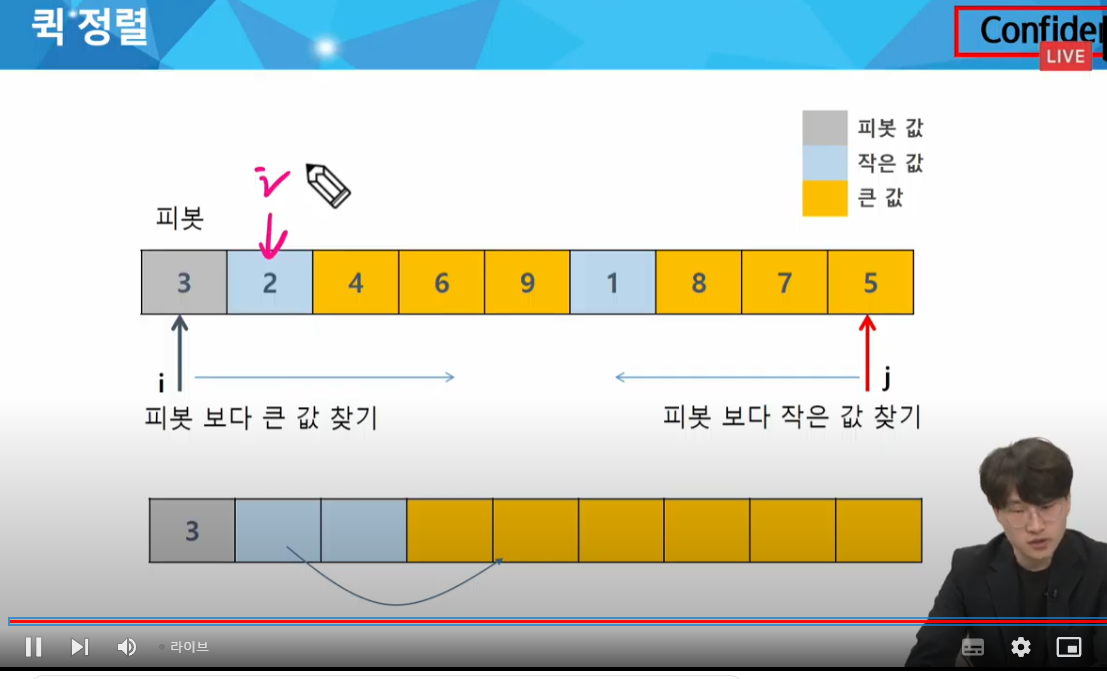 퀵 정렬
Confide
LIVE
피봇 값
작은 값
큰 값
i
피봇
3 2 4 6 9 1 8 7 5
i
j
피봇 보다 큰 값 찾기
피봇 보다 작은 값 찾기
3
라이브